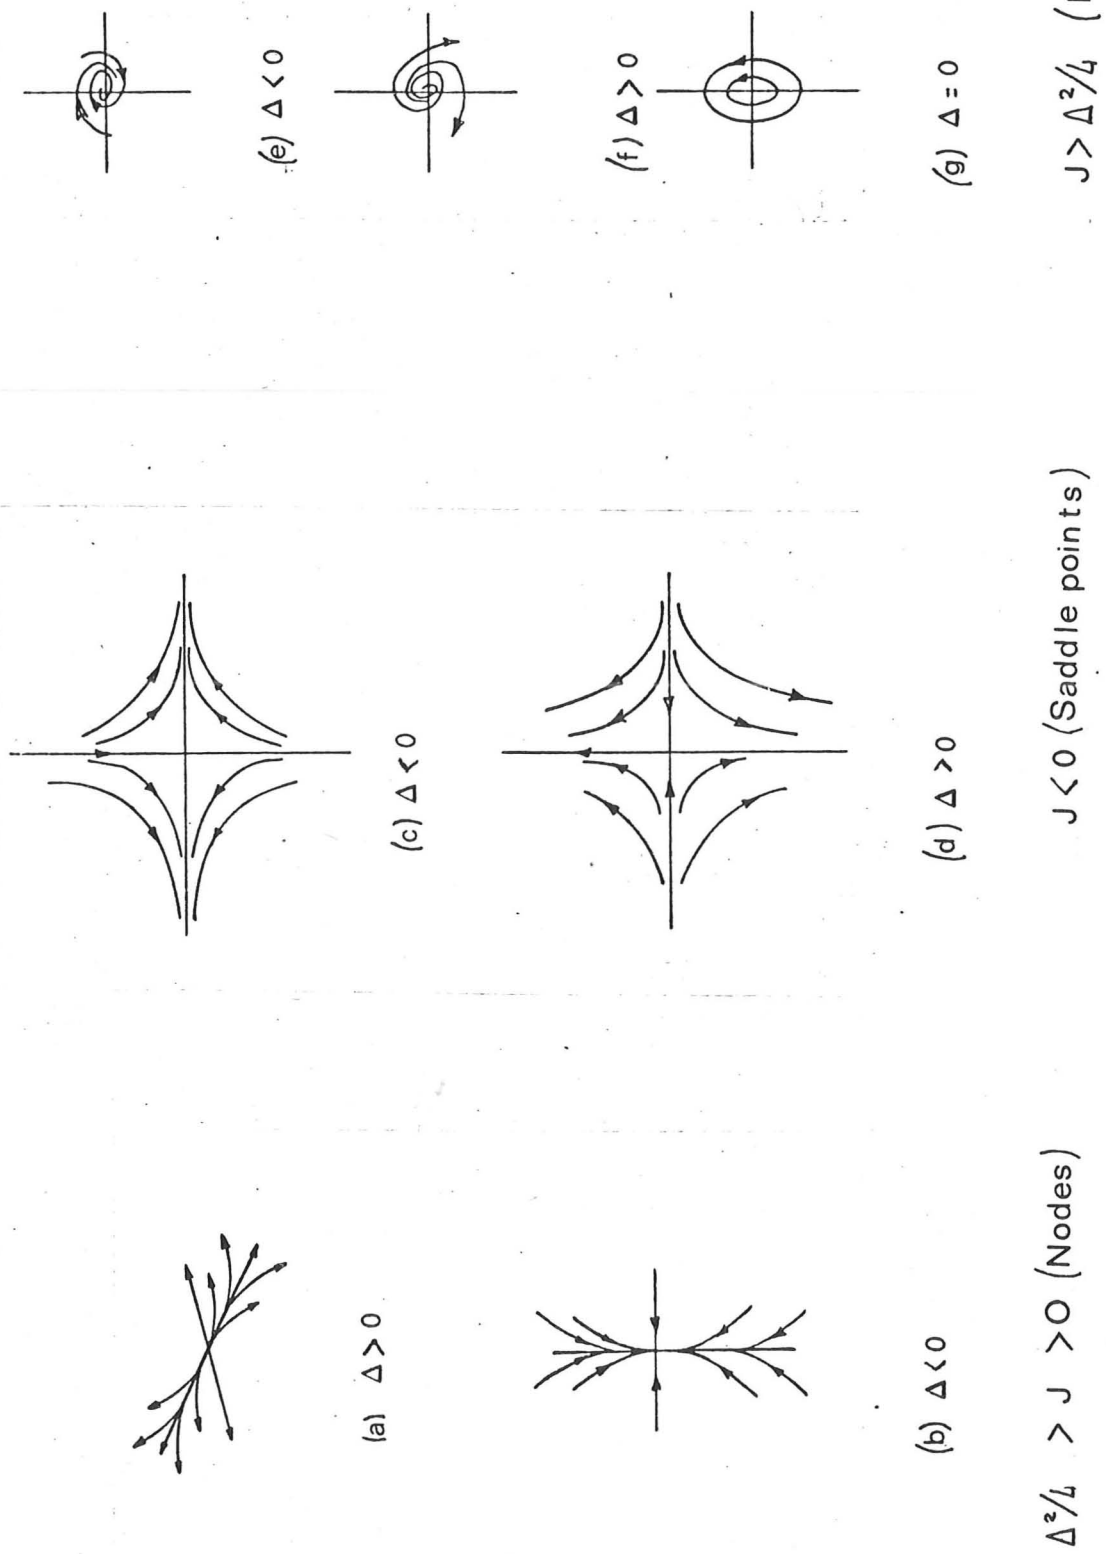 (a) Δ>0
(b) Δ<0
Δ²/4 > J >0 (Nodes)
(c) Δ<0
(d) Δ>0
J<0 (Saddle points)
(e) Δ<0
(f) Δ>0
(g) Δ=0
J>Δ²/4 (